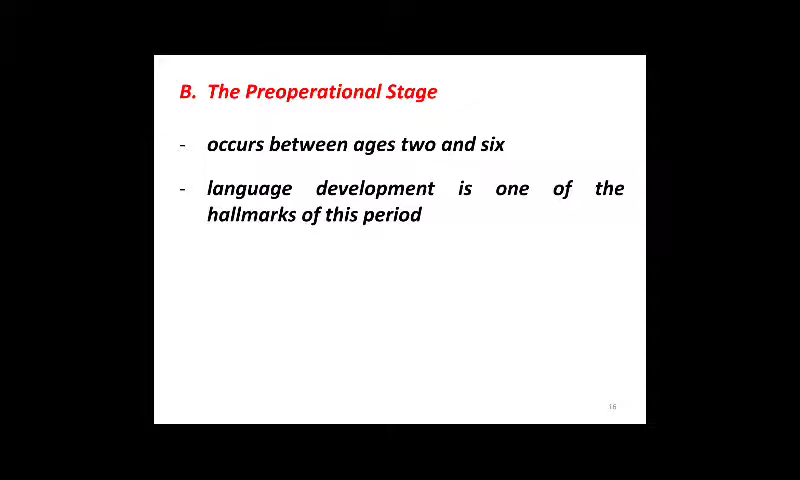 B. The Preoperational Stage
- occurs between ages two and six
- language development is one of the
hallmarks of this period
16